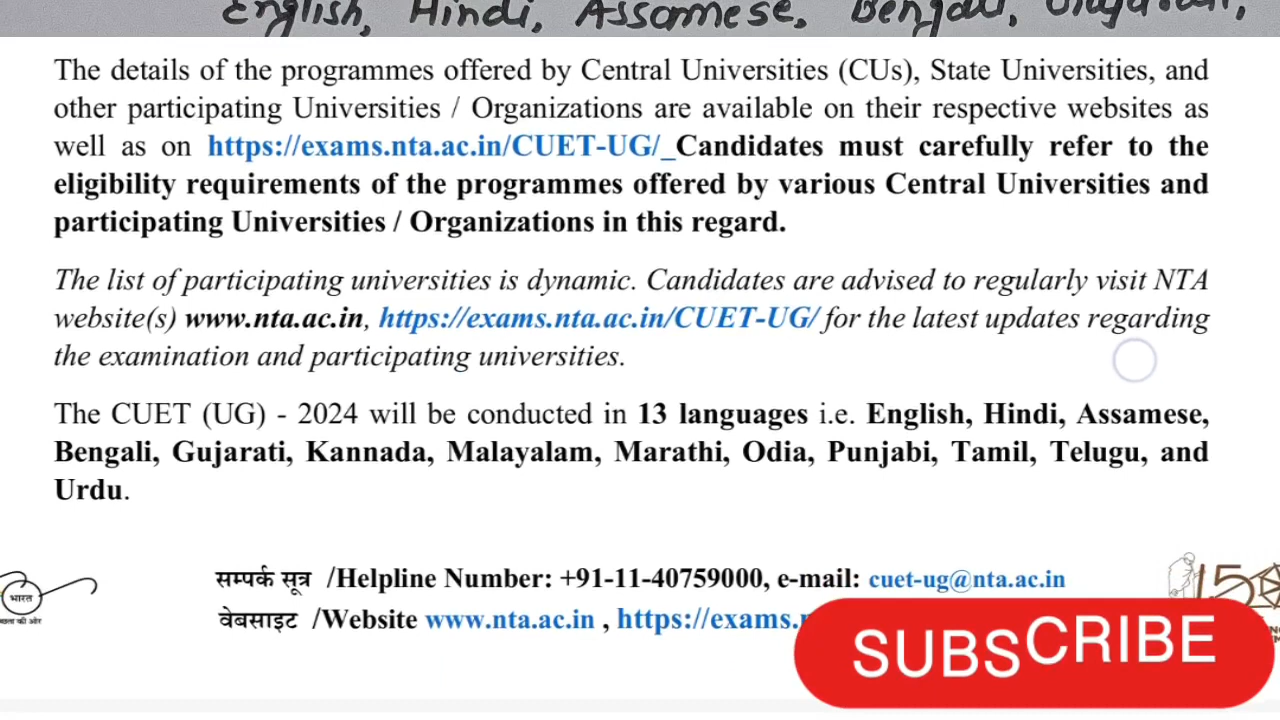 English, Hindi, Assamese, Bengali, Gujarati,
The details of the programmes offered by Central Universities (CUs), State Universities, and
other participating Universities / Organizations are available on their respective websites as
well as on https://exams.nta.ac.in/CUET-UG/_Candidates must carefully refer to the
eligibility requirements of the programmes offered by various Central Universities and
participating Universities / Organizations in this regard.
The list of participating universities is dynamic. Candidates are advised to regularly visit NTA
website(s) www.nta.ac.in, https://exams.nta.ac.in/CUET-UG/ for the latest updates regarding
the examination and participating universities.
The CUET (UG) - 2024 will be conducted in 13 languages i.e. English, Hindi, Assamese,
Bengali, Gujarati, Kannada, Malayalam, Marathi, Odia, Punjabi, Tamil, Telugu, and
Urdu.
सम्पर्क सूत्र /Helpline Number: +91-11-40759000, e-mail: cuet-ug@nta.ac.in
वेबसाइट /Website www.nta.ac.in , https://exams.
भारत
की ओर
15
SUBSCRIBE